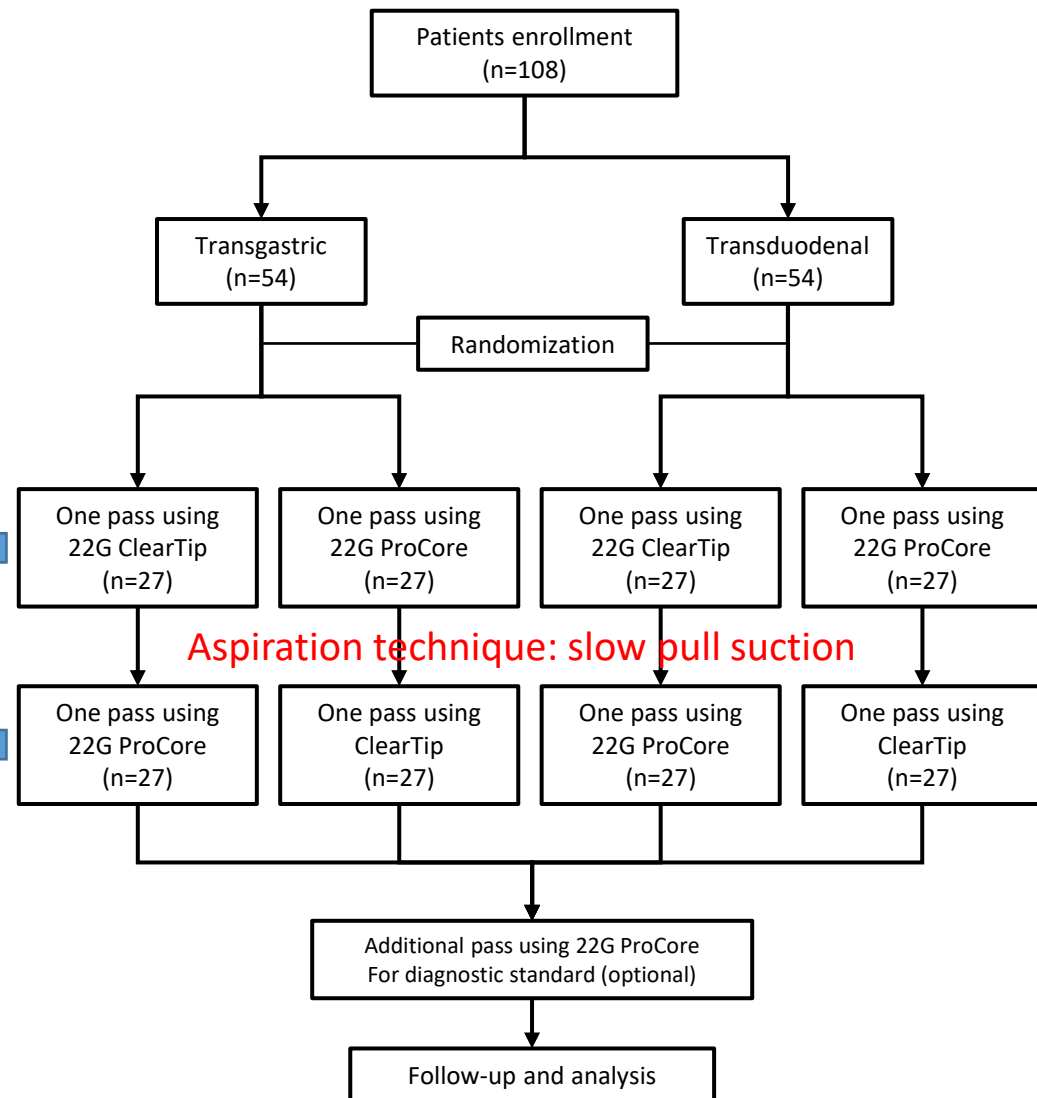 Patients enrollment
(n=108)
Transgastric
(n=54)
Transduodenal
(n=54)
Randomization
One pass using
22G ClearTip
(n=27)
One pass using
22G ProCore
(n=27)
One pass using
22G ClearTip
(n=27)
One pass using
22G ProCore
(n=27)
Aspiration technique: slow pull suction
One pass using
22G ProCore
(n=27)
One pass using
ClearTip
(n=27)
One pass using
22G ProCore
(n=27)
One pass using
ClearTip
(n=27)
Additional pass using 22G ProCore
For diagnostic standard (optional)
Follow-up and analysis